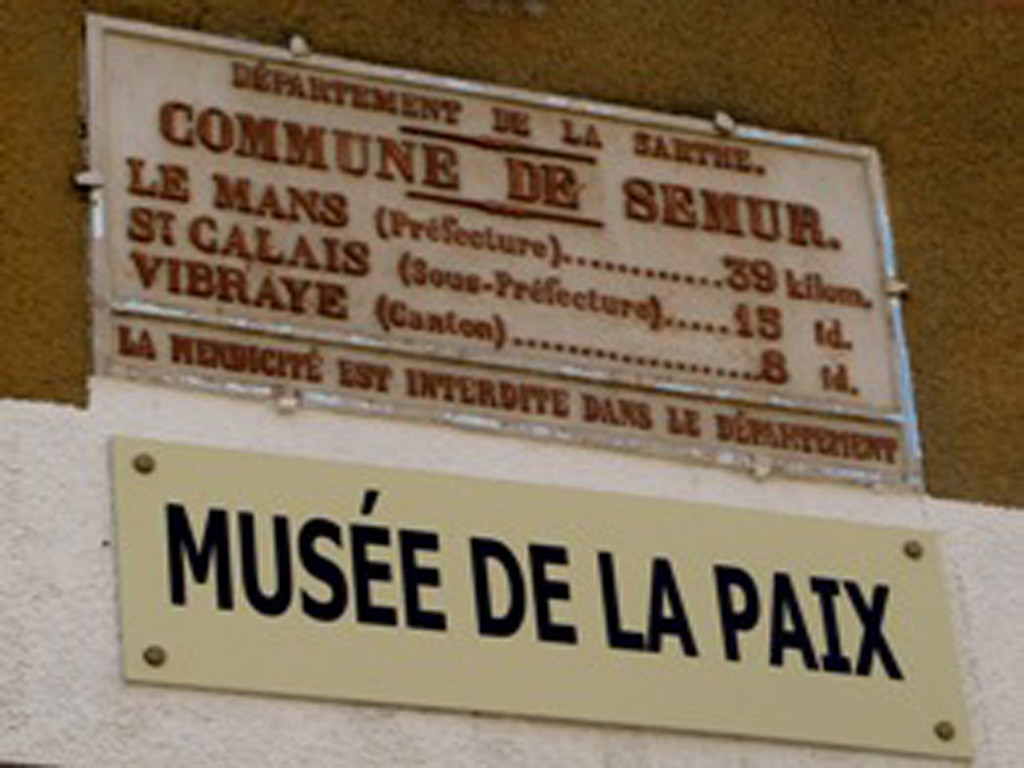 DÉPARTEMENT DE LA SARTHE.
COMMUNE DE SEMUR.
LE MANS (Préfecture)............39 kilom.
ST CALAIS (Sous-Préfecture)......15 id.
VIBRAYE (Canton)...................8 id.
LA MENDICITÉ EST INTERDITE DANS LE DÉPARTEMENT
MUSÉE DE LA PAIX